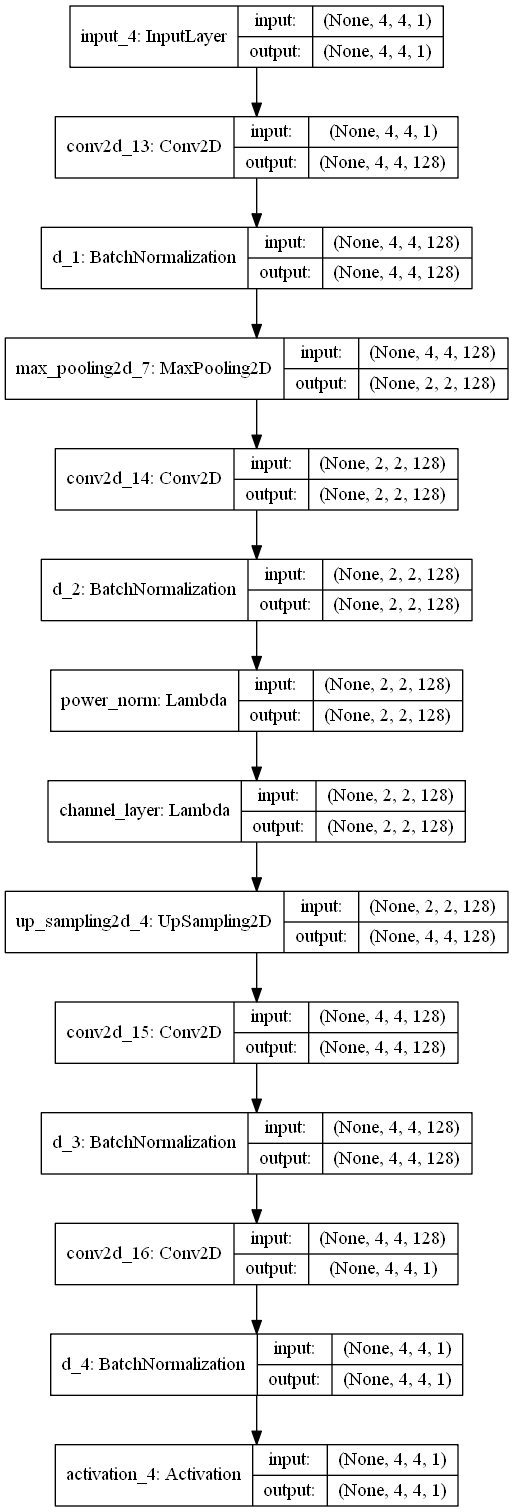 input_4: InputLayer
input: (None, 4, 4, 1)
output: (None, 4, 4, 1)
conv2d_13: Conv2D
input: (None, 4, 4, 1)
output: (None, 4, 4, 128)
d_1: BatchNormalization
input: (None, 4, 4, 128)
output: (None, 4, 4, 128)
max_pooling2d_7: MaxPooling2D
input: (None, 4, 4, 128)
output: (None, 2, 2, 128)
conv2d_14: Conv2D
input: (None, 2, 2, 128)
output: (None, 2, 2, 128)
d_2: BatchNormalization
input: (None, 2, 2, 128)
output: (None, 2, 2, 128)
power_norm: Lambda
input: (None, 2, 2, 128)
output: (None, 2, 2, 128)
channel_layer: Lambda
input: (None, 2, 2, 128)
output: (None, 2, 2, 128)
up_sampling2d_4: UpSampling2D
input: (None, 2, 2, 128)
output: (None, 4, 4, 128)
conv2d_15: Conv2D
input: (None, 4, 4, 128)
output: (None, 4, 4, 128)
d_3: BatchNormalization
input: (None, 4, 4, 128)
output: (None, 4, 4, 128)
conv2d_16: Conv2D
input: (None, 4, 4, 128)
output: (None, 4, 4, 1)
d_4: BatchNormalization
input: (None, 4, 4, 1)
output: (None, 4, 4, 1)
activation_4: Activation
input: (None, 4, 4, 1)
output: (None, 4, 4, 1)